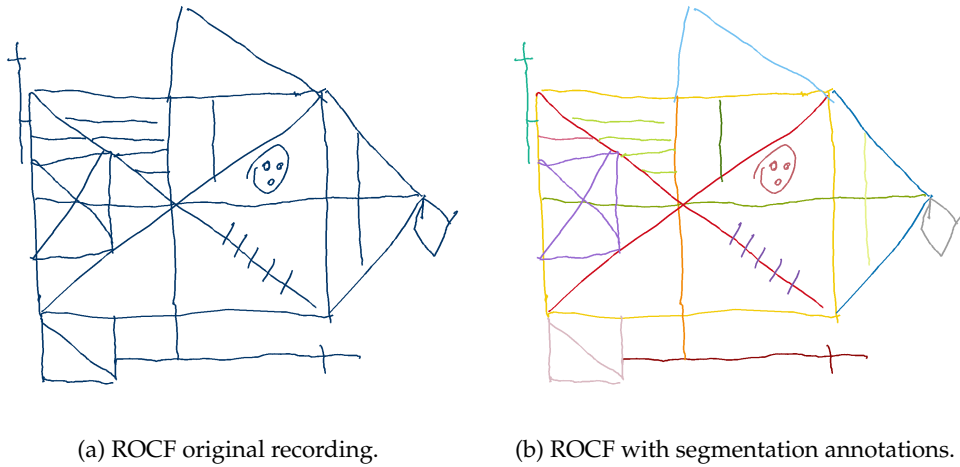 (a) ROCF original recording.
(b) ROCF with segmentation annotations.